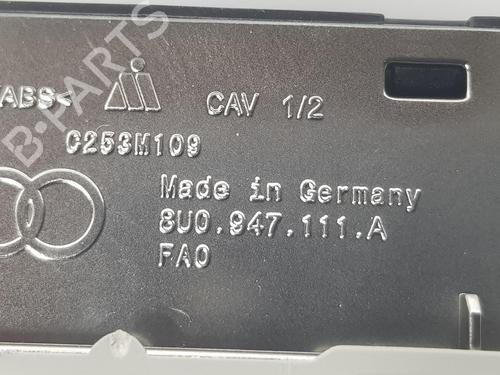 ABS< CAV 1/2
C253M109
Made in Germany
8U0.947.111.A
FA0
B-PARTS